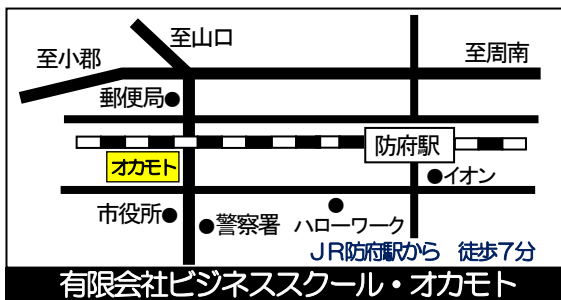 至山口
至小郡
至周南
郵便局
防府駅
オカモト
イオン
市役所
警察署
ハローワーク
JR防府駅から 徒歩7分
有限会社ビジネススクール・オカモト